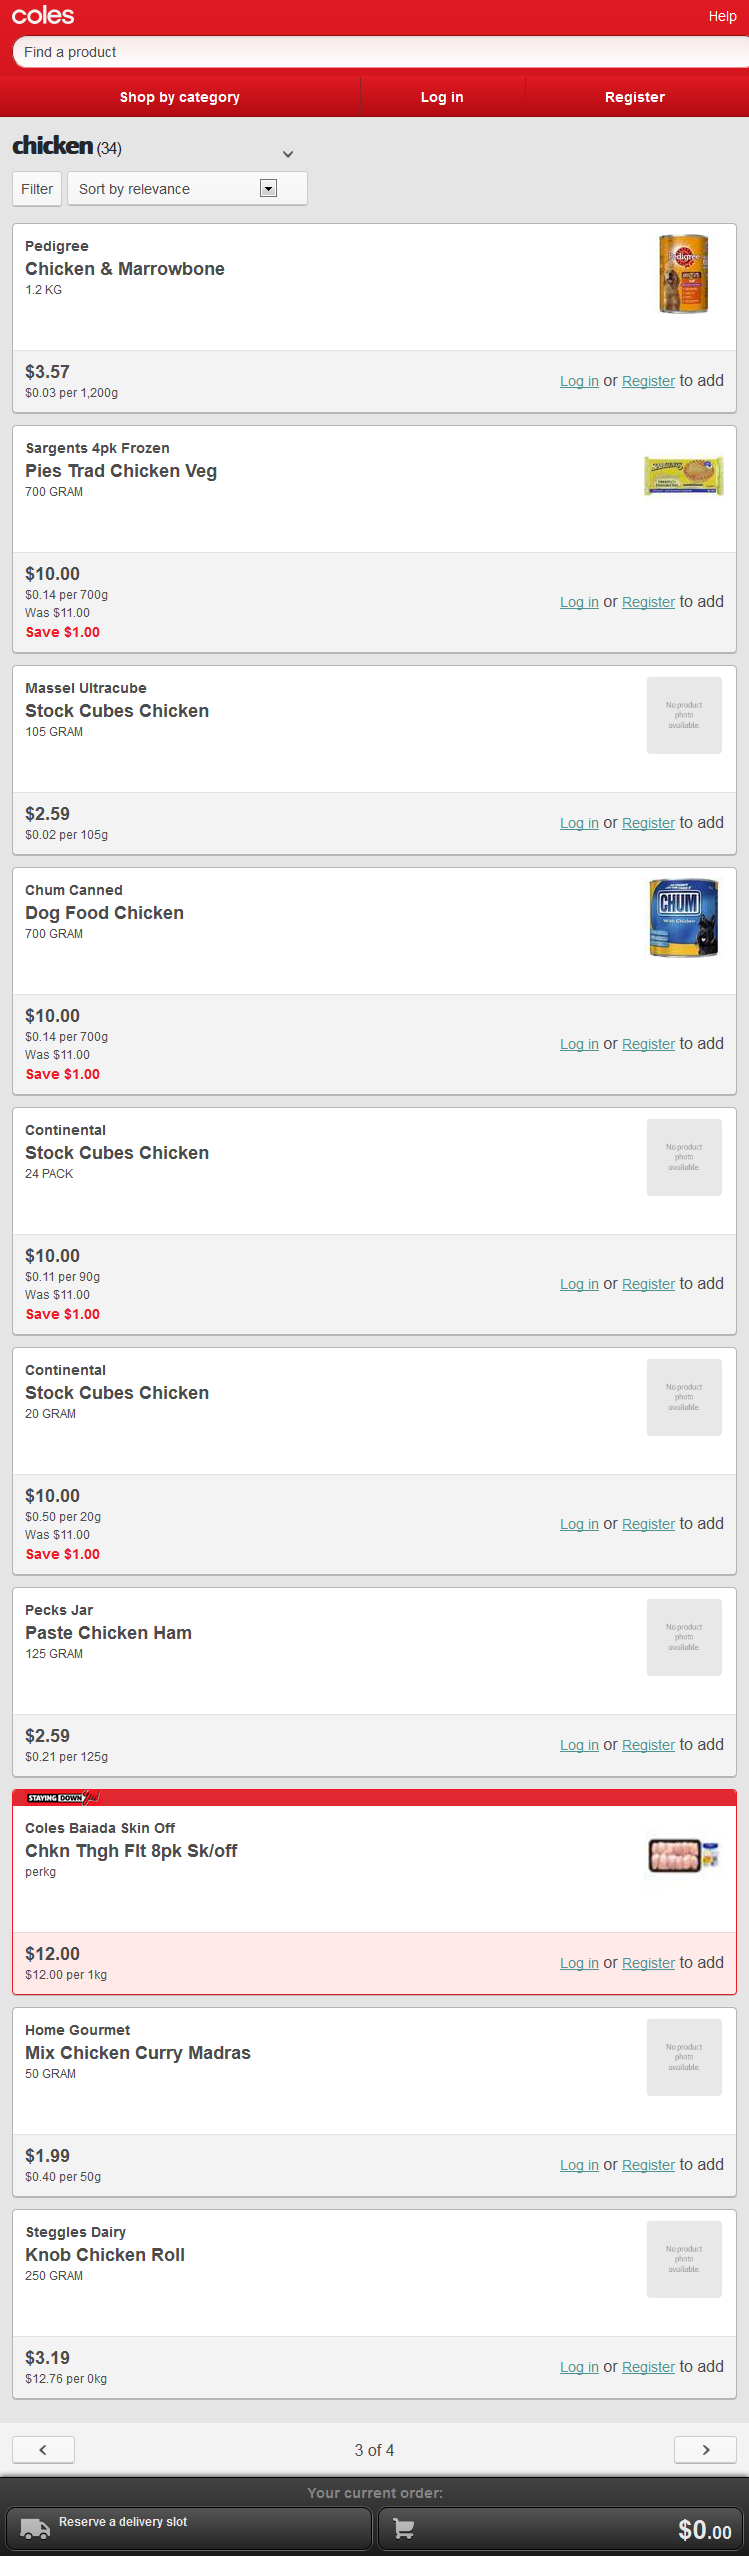 coles
Help
Find a product
Shop by category
Log in
Register
chicken (34)
Filter
Sort by relevance
Pedigree
Chicken & Marrowbone
1.2 KG
Pedigree
$3.57
$0.03 per 1,200g
Log in or Register to add
Sargents 4pk Frozen
Pies Trad Chicken Veg
700 GRAM
SARGENTS
$10.00
$0.14 per 700g
Was $11.00
Save $1.00
Log in or Register to add
Massel Ultracube
Stock Cubes Chicken
105 GRAM
No product
photo
available.
$2.59
$0.02 per 105g
Log in or Register to add
Chum Canned
Dog Food Chicken
700 GRAM
CHUM
With Chicken
$10.00
$0.14 per 700g
Was $11.00
Save $1.00
Log in or Register to add
Continental
Stock Cubes Chicken
24 PACK
No product
photo
available.
$10.00
$0.11 per 90g
Was $11.00
Save $1.00
Log in or Register to add
Continental
Stock Cubes Chicken
20 GRAM
No product
photo
available.
$10.00
$0.50 per 20g
Was $11.00
Save $1.00
Log in or Register to add
Pecks Jar
Paste Chicken Ham
125 GRAM
No product
photo
available.
$2.59
$0.21 per 125g
Log in or Register to add
STAYING DOWN
Coles Baiada Skin Off
Chkn Thgh Flt 8pk Sk/off
perkg
$12.00
$12.00 per 1kg
Log in or Register to add
Home Gourmet
Mix Chicken Curry Madras
50 GRAM
No product
photo
available.
$1.99
$0.40 per 50g
Log in or Register to add
Steggles Dairy
Knob Chicken Roll
250 GRAM
No product
photo
available.
$3.19
$12.76 per 0kg
Log in or Register to add
3 of 4
Your current order:
Reserve a delivery slot
$0.00